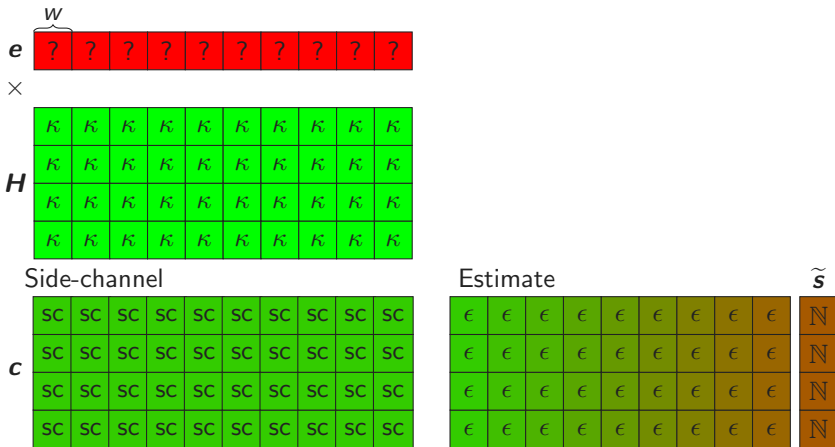 w
e ? ? ? ? ? ? ? ? ? ?
×
κ κ κ κ κ κ κ κ κ κ
κ κ κ κ κ κ κ κ κ κ
H
κ κ κ κ κ κ κ κ κ κ
κ κ κ κ κ κ κ κ κ κ
Side-channel Estimate s̃
sc sc sc sc sc sc sc sc sc sc ϵ ϵ ϵ ϵ ϵ ϵ ϵ ϵ ϵ ℕ
sc sc sc sc sc sc sc sc sc sc ϵ ϵ ϵ ϵ ϵ ϵ ϵ ϵ ϵ ℕ
c
sc sc sc sc sc sc sc sc sc sc ϵ ϵ ϵ ϵ ϵ ϵ ϵ ϵ ϵ ℕ
sc sc sc sc sc sc sc sc sc sc ϵ ϵ ϵ ϵ ϵ ϵ ϵ ϵ ϵ ℕ